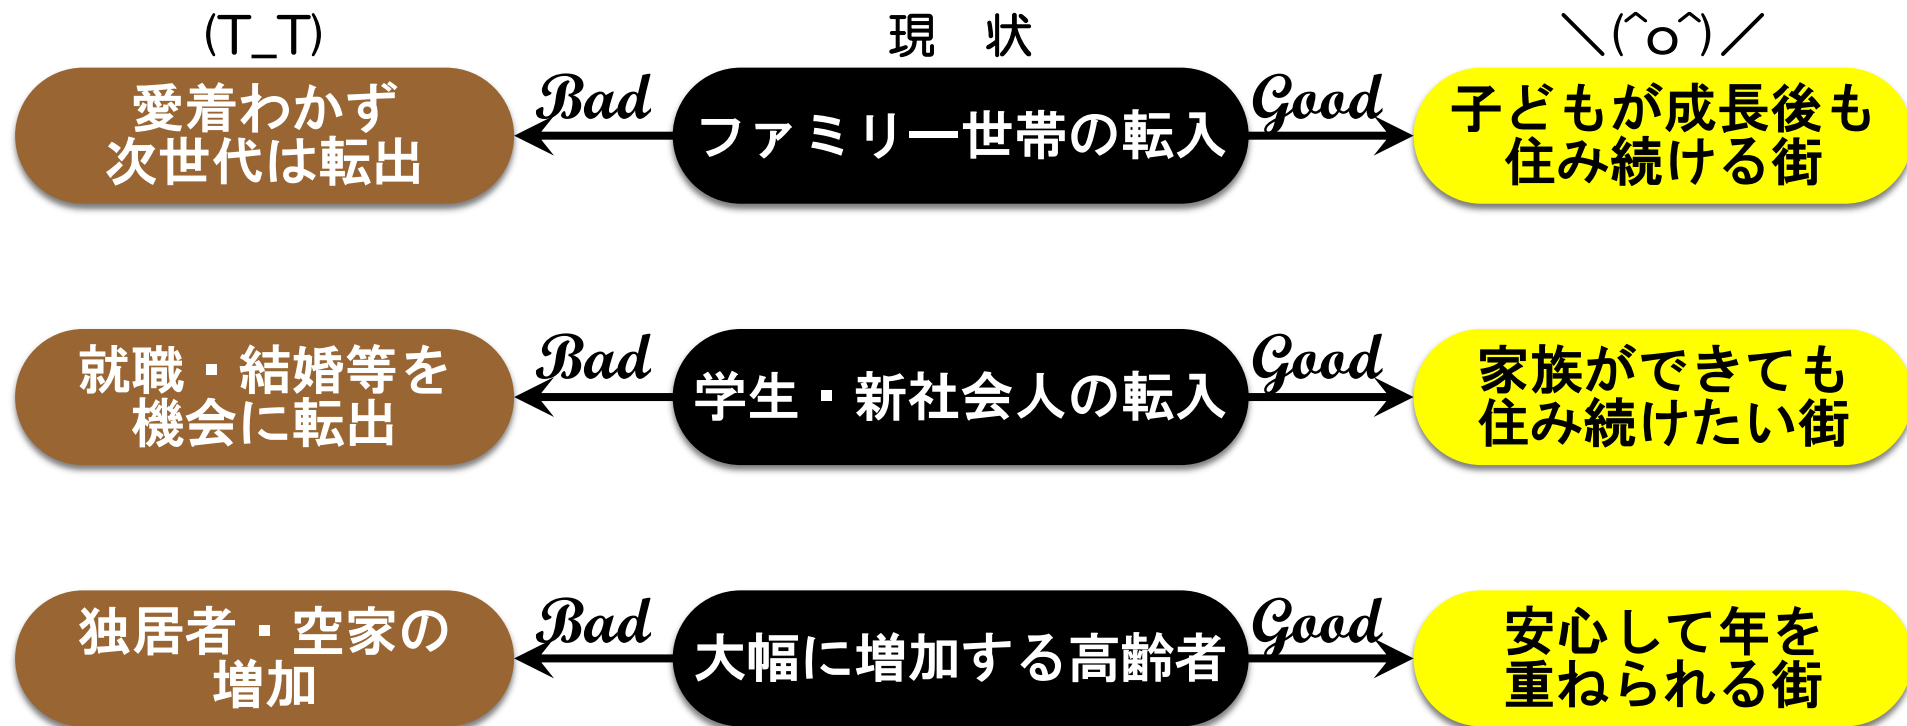 (T_T)
現　状
＼(^o^)／
愛着わかず
次世代は転出
Bad
ファミリー世帯の転入
Good
子どもが成長後も
住み続ける街
就職・結婚等を
機会に転出
Bad
学生・新社会人の転入
Good
家族ができても
住み続けたい街
独居者・空家の
増加
Bad
大幅に増加する高齢者
Good
安心して年を
重ねられる街